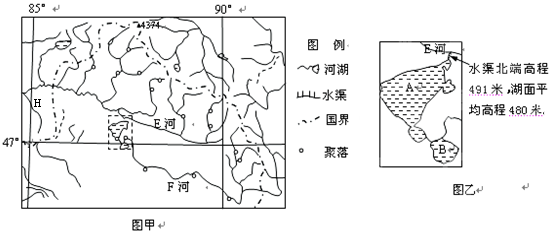 85° 90°
4374
H
E河
47°
F河
图甲
图 例
河湖
水渠
国界
聚落
E河
A
B
水渠北端高程
491米,湖面平
均高程480米.
图乙